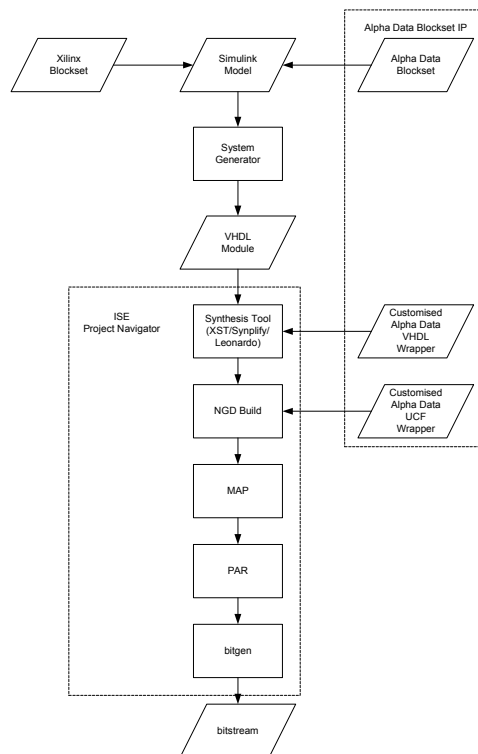 Alpha Data Blockset IP
Xilinx
Blockset
Simulink
Model
Alpha Data
Blockset
System
Generator
VHDL
Module
ISE
Project Navigator
Synthesis Tool
(XST/Synplify/
Leonardo)
Customised
Alpha Data
VHDL
Wrapper
NGD Build
Customised
Alpha Data
UCF
Wrapper
MAP
PAR
bitgen
bitstream